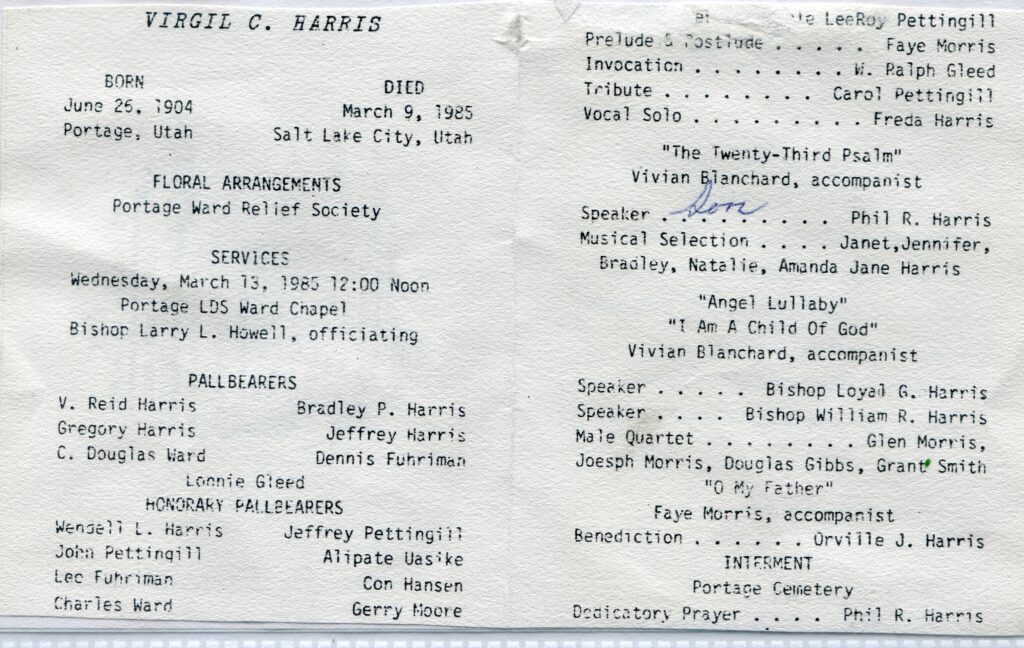 VIRGIL C. HARRIS
BORN
June 25, 1904
Portage, Utah
DIED
March 9, 1985
Salt Lake City, Utah
FLORAL ARRANGEMENTS
Portage Ward Relief Society
SERVICES
Wednesday, March 13, 1985 12:00 Noon
Portage LDS Ward Chapel
Bishop Larry L. Howell, officiating
PALLBEARERS
V. Reid Harris Bradley P. Harris
Gregory Harris Jeffrey Harris
C. Douglas Ward Dennis Fuhriman
Lonnie Gleed
HONORARY PALLBEARERS
Wendell L. Harris Jeffrey Pettingill
John Pettingill Alipate Uasike
Leo Fuhriman Con Hansen
Charles Ward Gerry Moore
LeeRoy Pettingill
Prelude & Postlude . . . . . Faye Morris
Invocation . . . . . . . . W. Ralph Gleed
Tribute . . . . . . . . Carol Pettingill
Vocal Solo . . . . . . . . . Freda Harris
"The Twenty-Third Psalm"
Vivian Blanchard, accompanist
Son
Speaker . . . . . . . . . Phil R. Harris
Musical Selection . . . . Janet,Jennifer,
Bradley, Natalie, Amanda Jane Harris
"Angel Lullaby"
"I Am A Child Of God"
Vivian Blanchard, accompanist
Speaker . . . . . Bishop Loyal G. Harris
Speaker . . . . Bishop William R. Harris
Male Quartet . . . . . . . . Glen Morris,
Joesph Morris, Douglas Gibbs, Grant Smith
"O My Father"
Faye Morris, accompanist
Benediction . . . . . . Orville J. Harris
INTERMENT
Portage Cemetery
Dedicatory Prayer . . . . Phil R. Harris